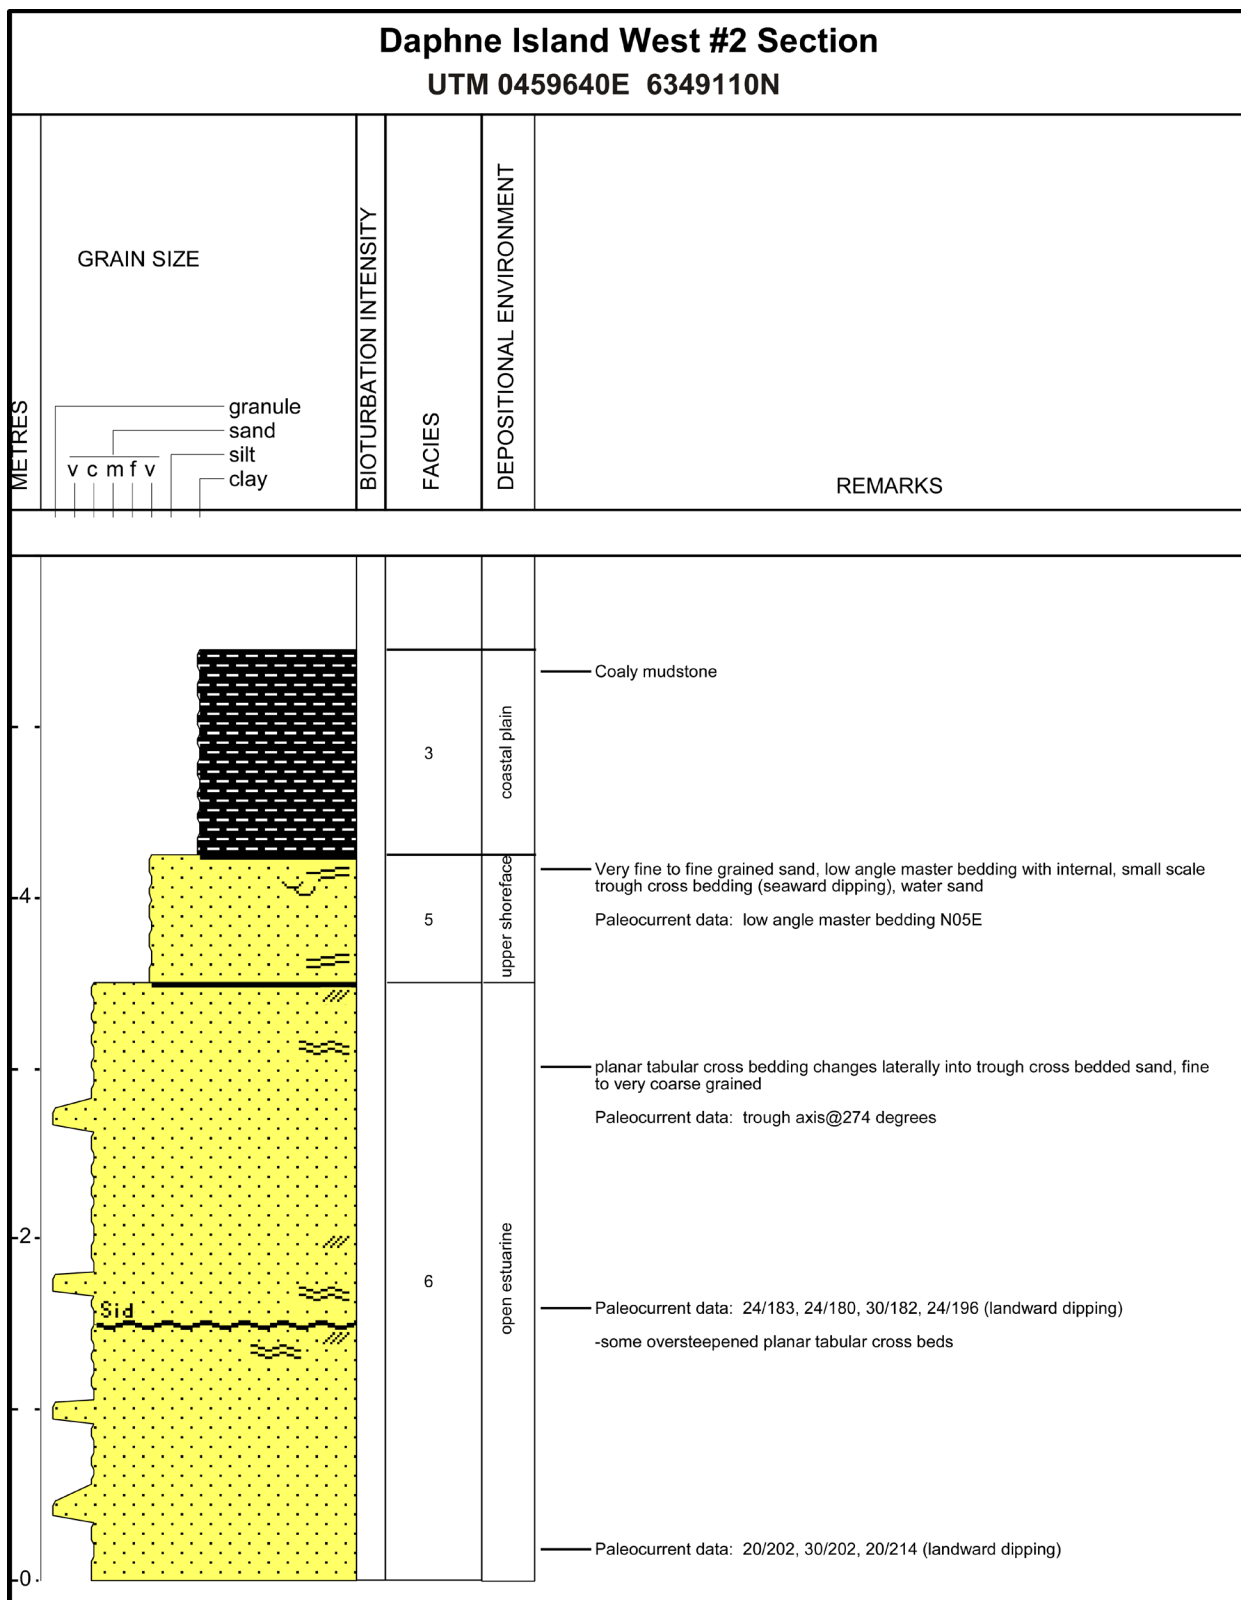 Daphne Island West #2 Section
UTM 0459640E 6349110N
METRES
GRAIN SIZE
granule
sand
silt
clay
v c m f v
BIOTURBATION INTENSITY
FACIES
DEPOSITIONAL ENVIRONMENT
REMARKS
3
coastal plain
Coaly mudstone
4
5
upper shoreface
Very fine to fine grained sand, low angle master bedding with internal, small scale
trough cross bedding (seaward dipping), water sand
Paleocurrent data: low angle master bedding N05E
planar tabular cross bedding changes laterally into trough cross bedded sand, fine
to very coarse grained
Paleocurrent data: trough axis@274 degrees
2
6
open estuarine
Sid
Paleocurrent data: 24/183, 24/180, 30/182, 24/196 (landward dipping)
-some oversteepened planar tabular cross beds
Paleocurrent data: 20/202, 30/202, 20/214 (landward dipping)
0